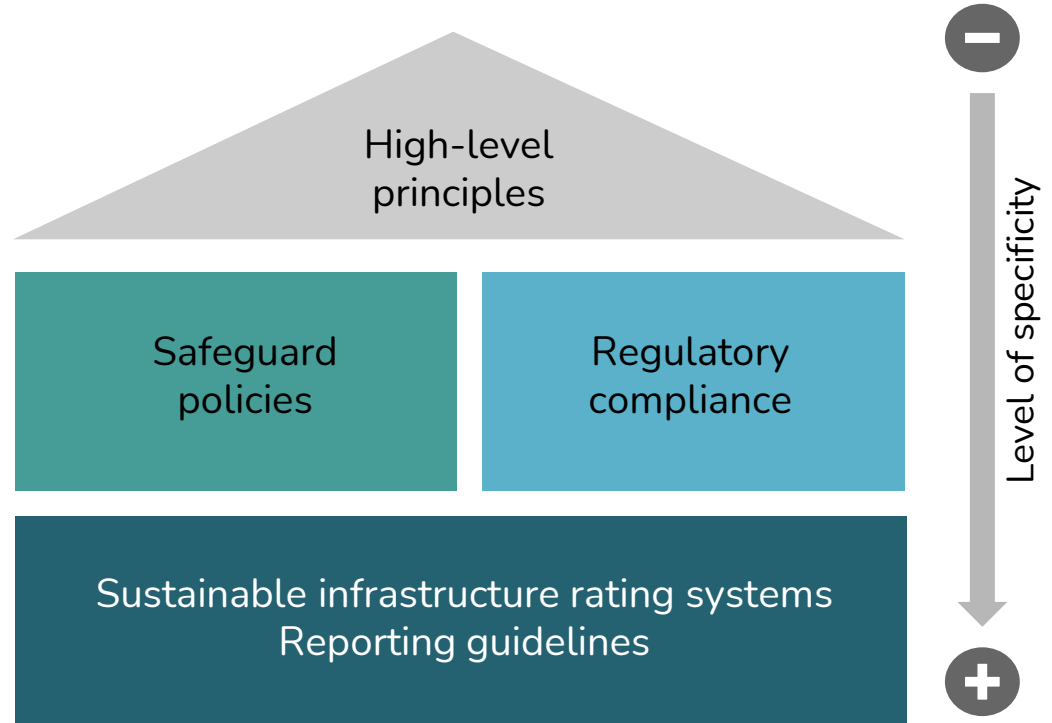 High-level
principles
Safeguard
policies
Regulatory
compliance
Sustainable infrastructure rating systems
Reporting guidelines
Level of specificity